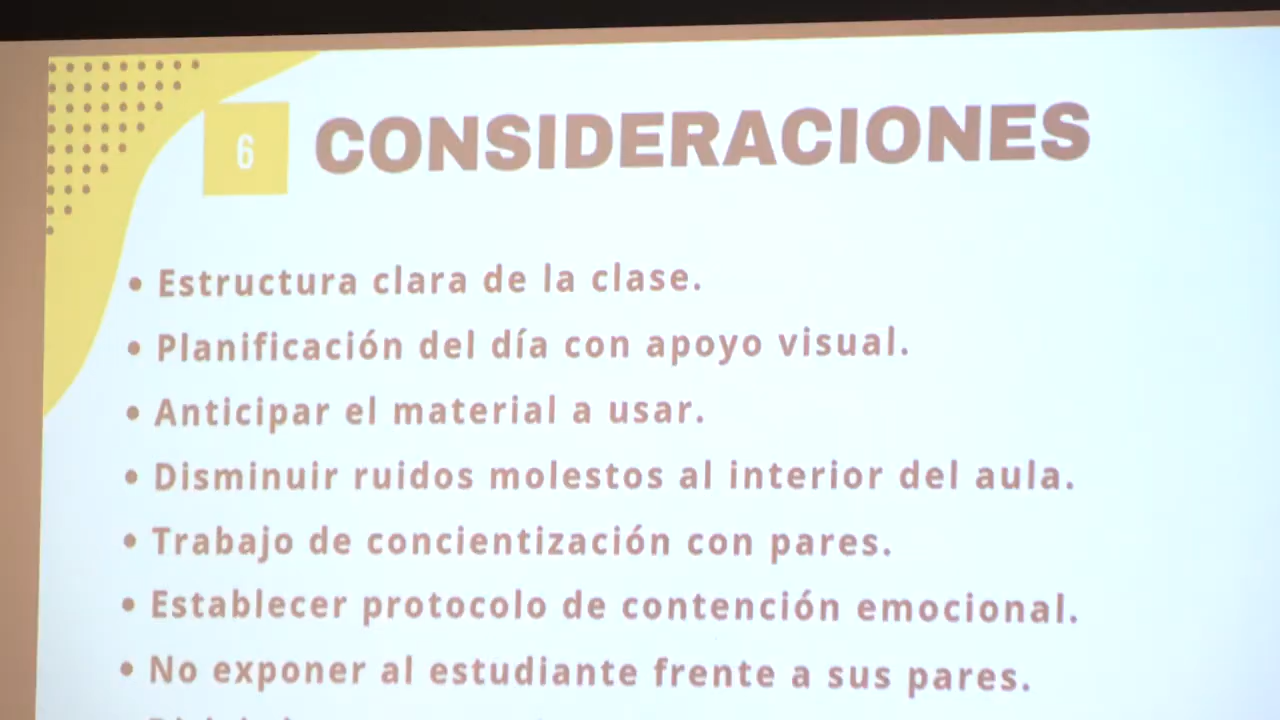 6
CONSIDERACIONES
• Estructura clara de la clase.
• Planificación del día con apoyo visual.
• Anticipar el material a usar.
• Disminuir ruidos molestos al interior del aula.
• Trabajo de concientización con pares.
• Establecer protocolo de contención emocional.
• No exponer al estudiante frente a sus pares.